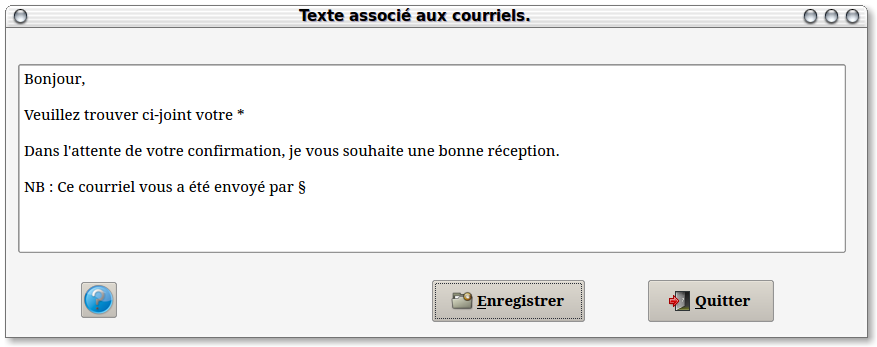 Texte associé aux courriels.
Bonjour,
Veuillez trouver ci-joint votre *
Dans l'attente de votre confirmation, je vous souhaite une bonne réception.
NB : Ce courriel vous a été envoyé par §
?
Enregistrer
Quitter